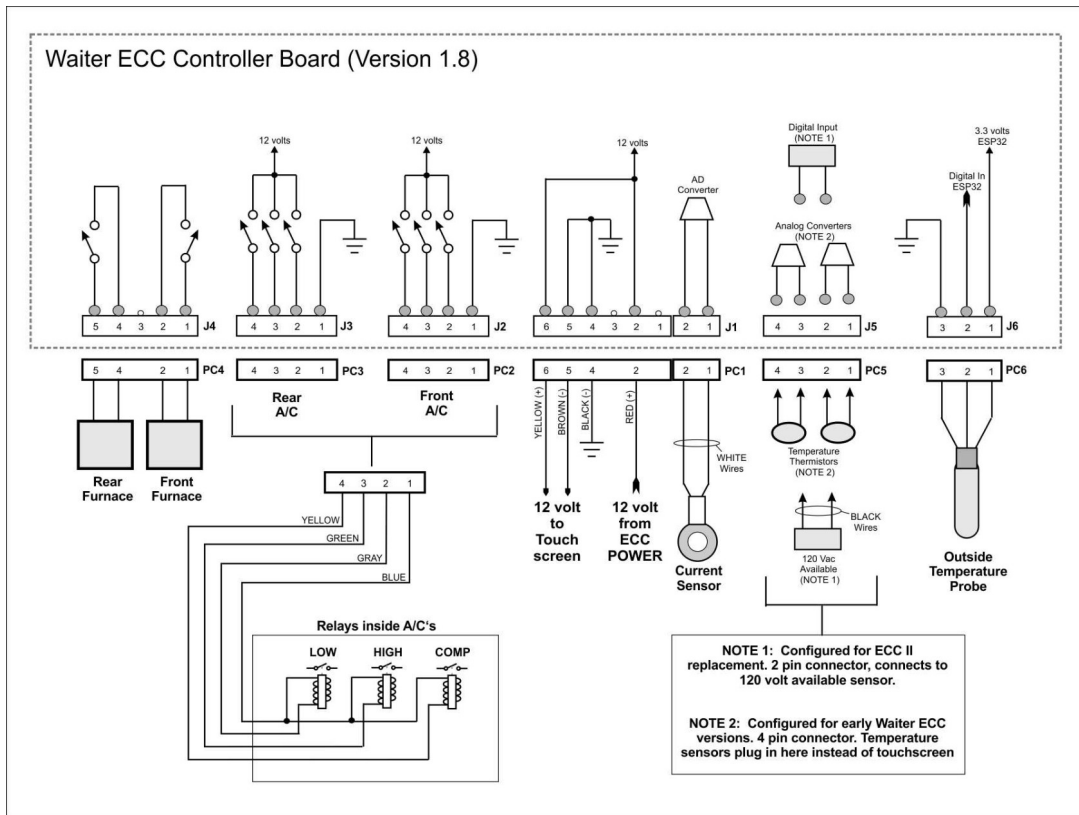 Waiter ECC Controller Board (Version 1.8)
12 volts
12 volts
12 volts
AD
Converter
Digital Input
(NOTE 1)
Analog Converters
(NOTE 2)
3.3 volts
ESP32
Digital In
ESP32
5 4 3 2 1 J4
4 3 2 1 J3
4 3 2 1 J2
6 5 4 3 2 1 2 1 J1
4 3 2 1 J5
3 2 1 J6
5 4 2 1 PC4
4 3 2 1 PC3
4 3 2 1 PC2
6 5 4 2 2 1 PC1
4 3 2 1 PC5
3 2 1 PC6
Rear
Furnace
Front
Furnace
Rear
A/C
Front
A/C
YELLOW (+)
BROWN (-)
BLACK (-)
RED (+)
WHITE
Wires
12 volt
to
Touch
screen
12 volt
from
ECC
POWER
Current
Sensor
Temperature
Thermistors
(NOTE 2)
BLACK
Wires
120 Vac
Available
(NOTE 1)
Outside
Temperature
Probe
4 3 2 1
YELLOW
GREEN
GRAY
BLUE
Relays inside A/C's
LOW HIGH COMP
NOTE 1: Configured for ECC II
replacement. 2 pin connector, connects to
120 volt available sensor.
NOTE 2: Configured for early Waiter ECC
versions. 4 pin connector. Temperature
sensors plug in here instead of touchscreen